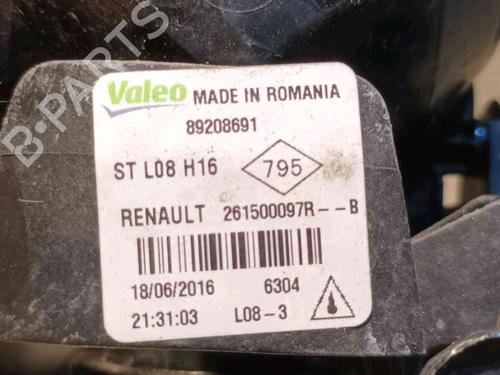 Valeo MADE IN ROMANIA
89208691
ST L08 H16 795
RENAULT 261500097R--B
18/06/2016 6304
21:31:03 L08-3
B-PARTS